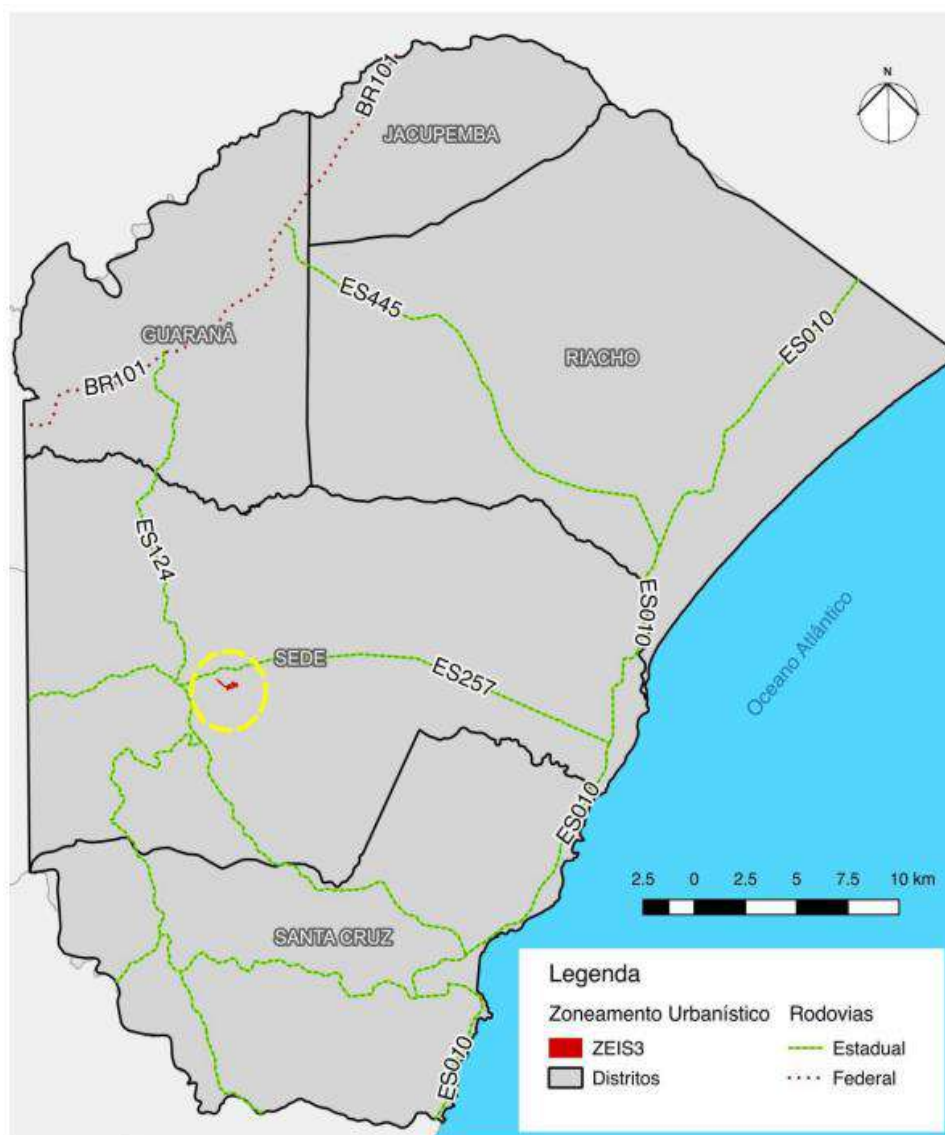 BR101
JACUPEMBA
N
ES445
ES010
GUARANÁ
RIACHO
BR101
ES124
ES010
Oceano Atlântico
SEDE
ES257
ES010
2.5 0 2.5 5 7.5 10 km
SANTA CRUZ
ES010
Legenda
Zoneamento Urbanístico Rodovias
ZEIS3 Estadual
Distritos Federal